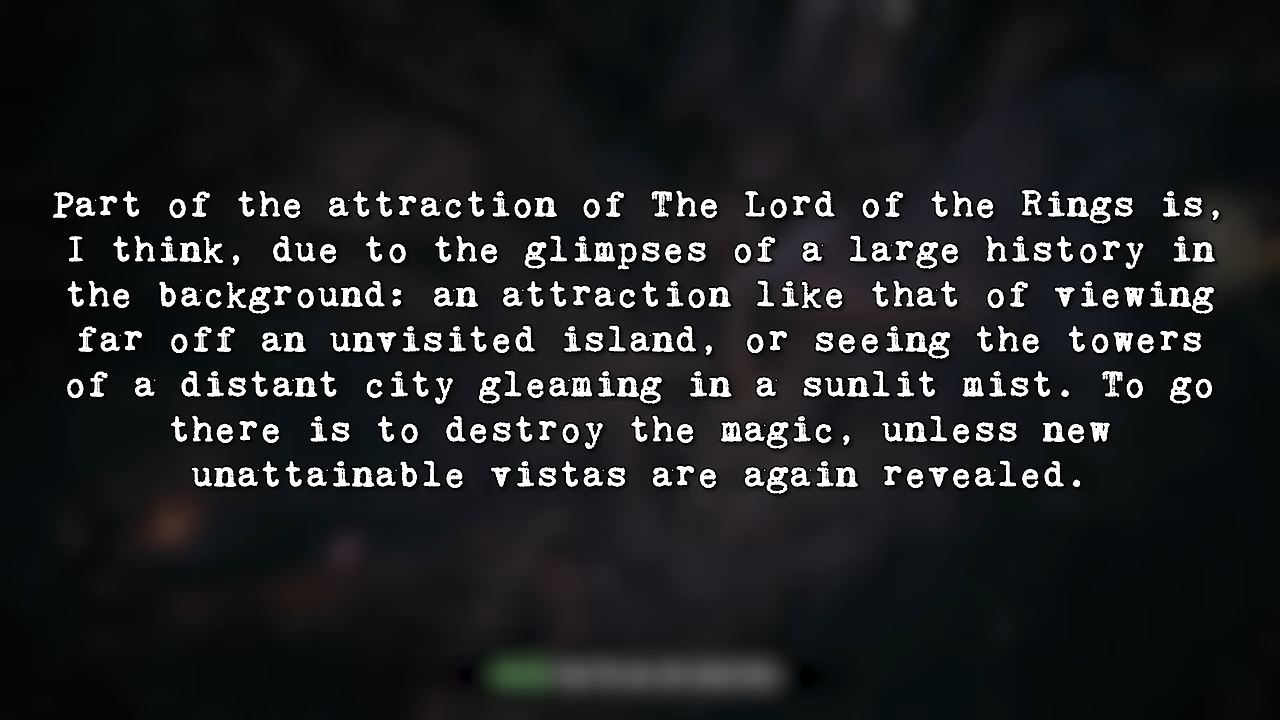 Part of the attraction of The Lord of the Rings is,
I think, due to the glimpses of a large history in
the background: an attraction like that of viewing
far off an unvisited island, or seeing the towers
of a distant city gleaming in a sunlit mist. To go
there is to destroy the magic, unless new
unattainable vistas are again revealed.